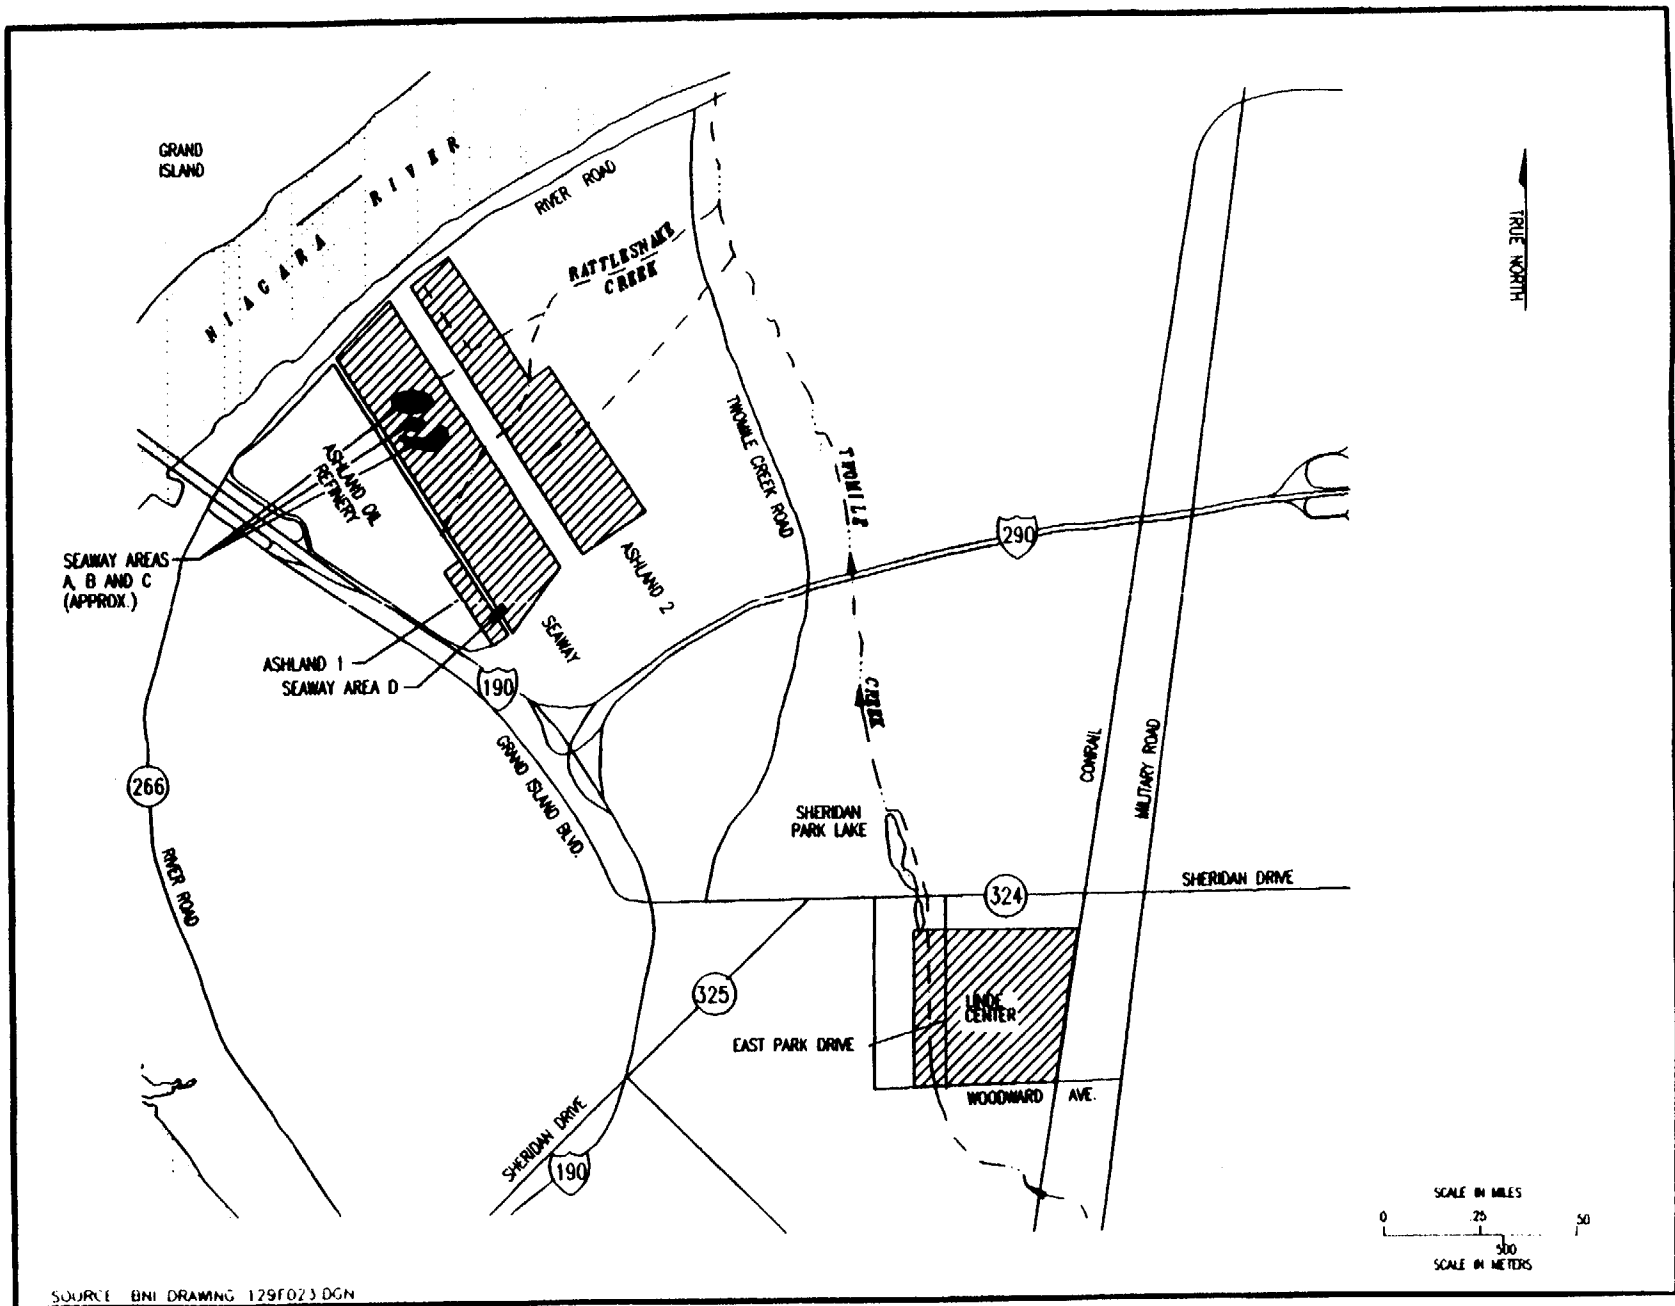 GRAND
ISLAND
NIAGARA RIVER
RIVER ROAD
RATTLESNAKE
CREEK
TRUE NORTH
TWOMILE CREEK ROAD
TWOMILE
CREEK
ASHLAND OIL
REFINERY
SEAWAY AREAS
A, B AND C
(APPROX.)
290
ASHLAND 2
SEAWAY
ASHLAND 1
SEAWAY AREA D
190
GRAND ISLAND BLVD.
CONRAIL
MILITARY ROAD
266
RIVER ROAD
SHERIDAN
PARK LAKE
324
SHERIDAN DRIVE
325
LINDE
CENTER
EAST PARK DRIVE
WOODWARD AVE.
SHERIDAN DRIVE
190
SCALE IN MILES
0 .25 .50
500
SCALE IN METERS
SOURCE BNI DRAWING 129F023.DGN